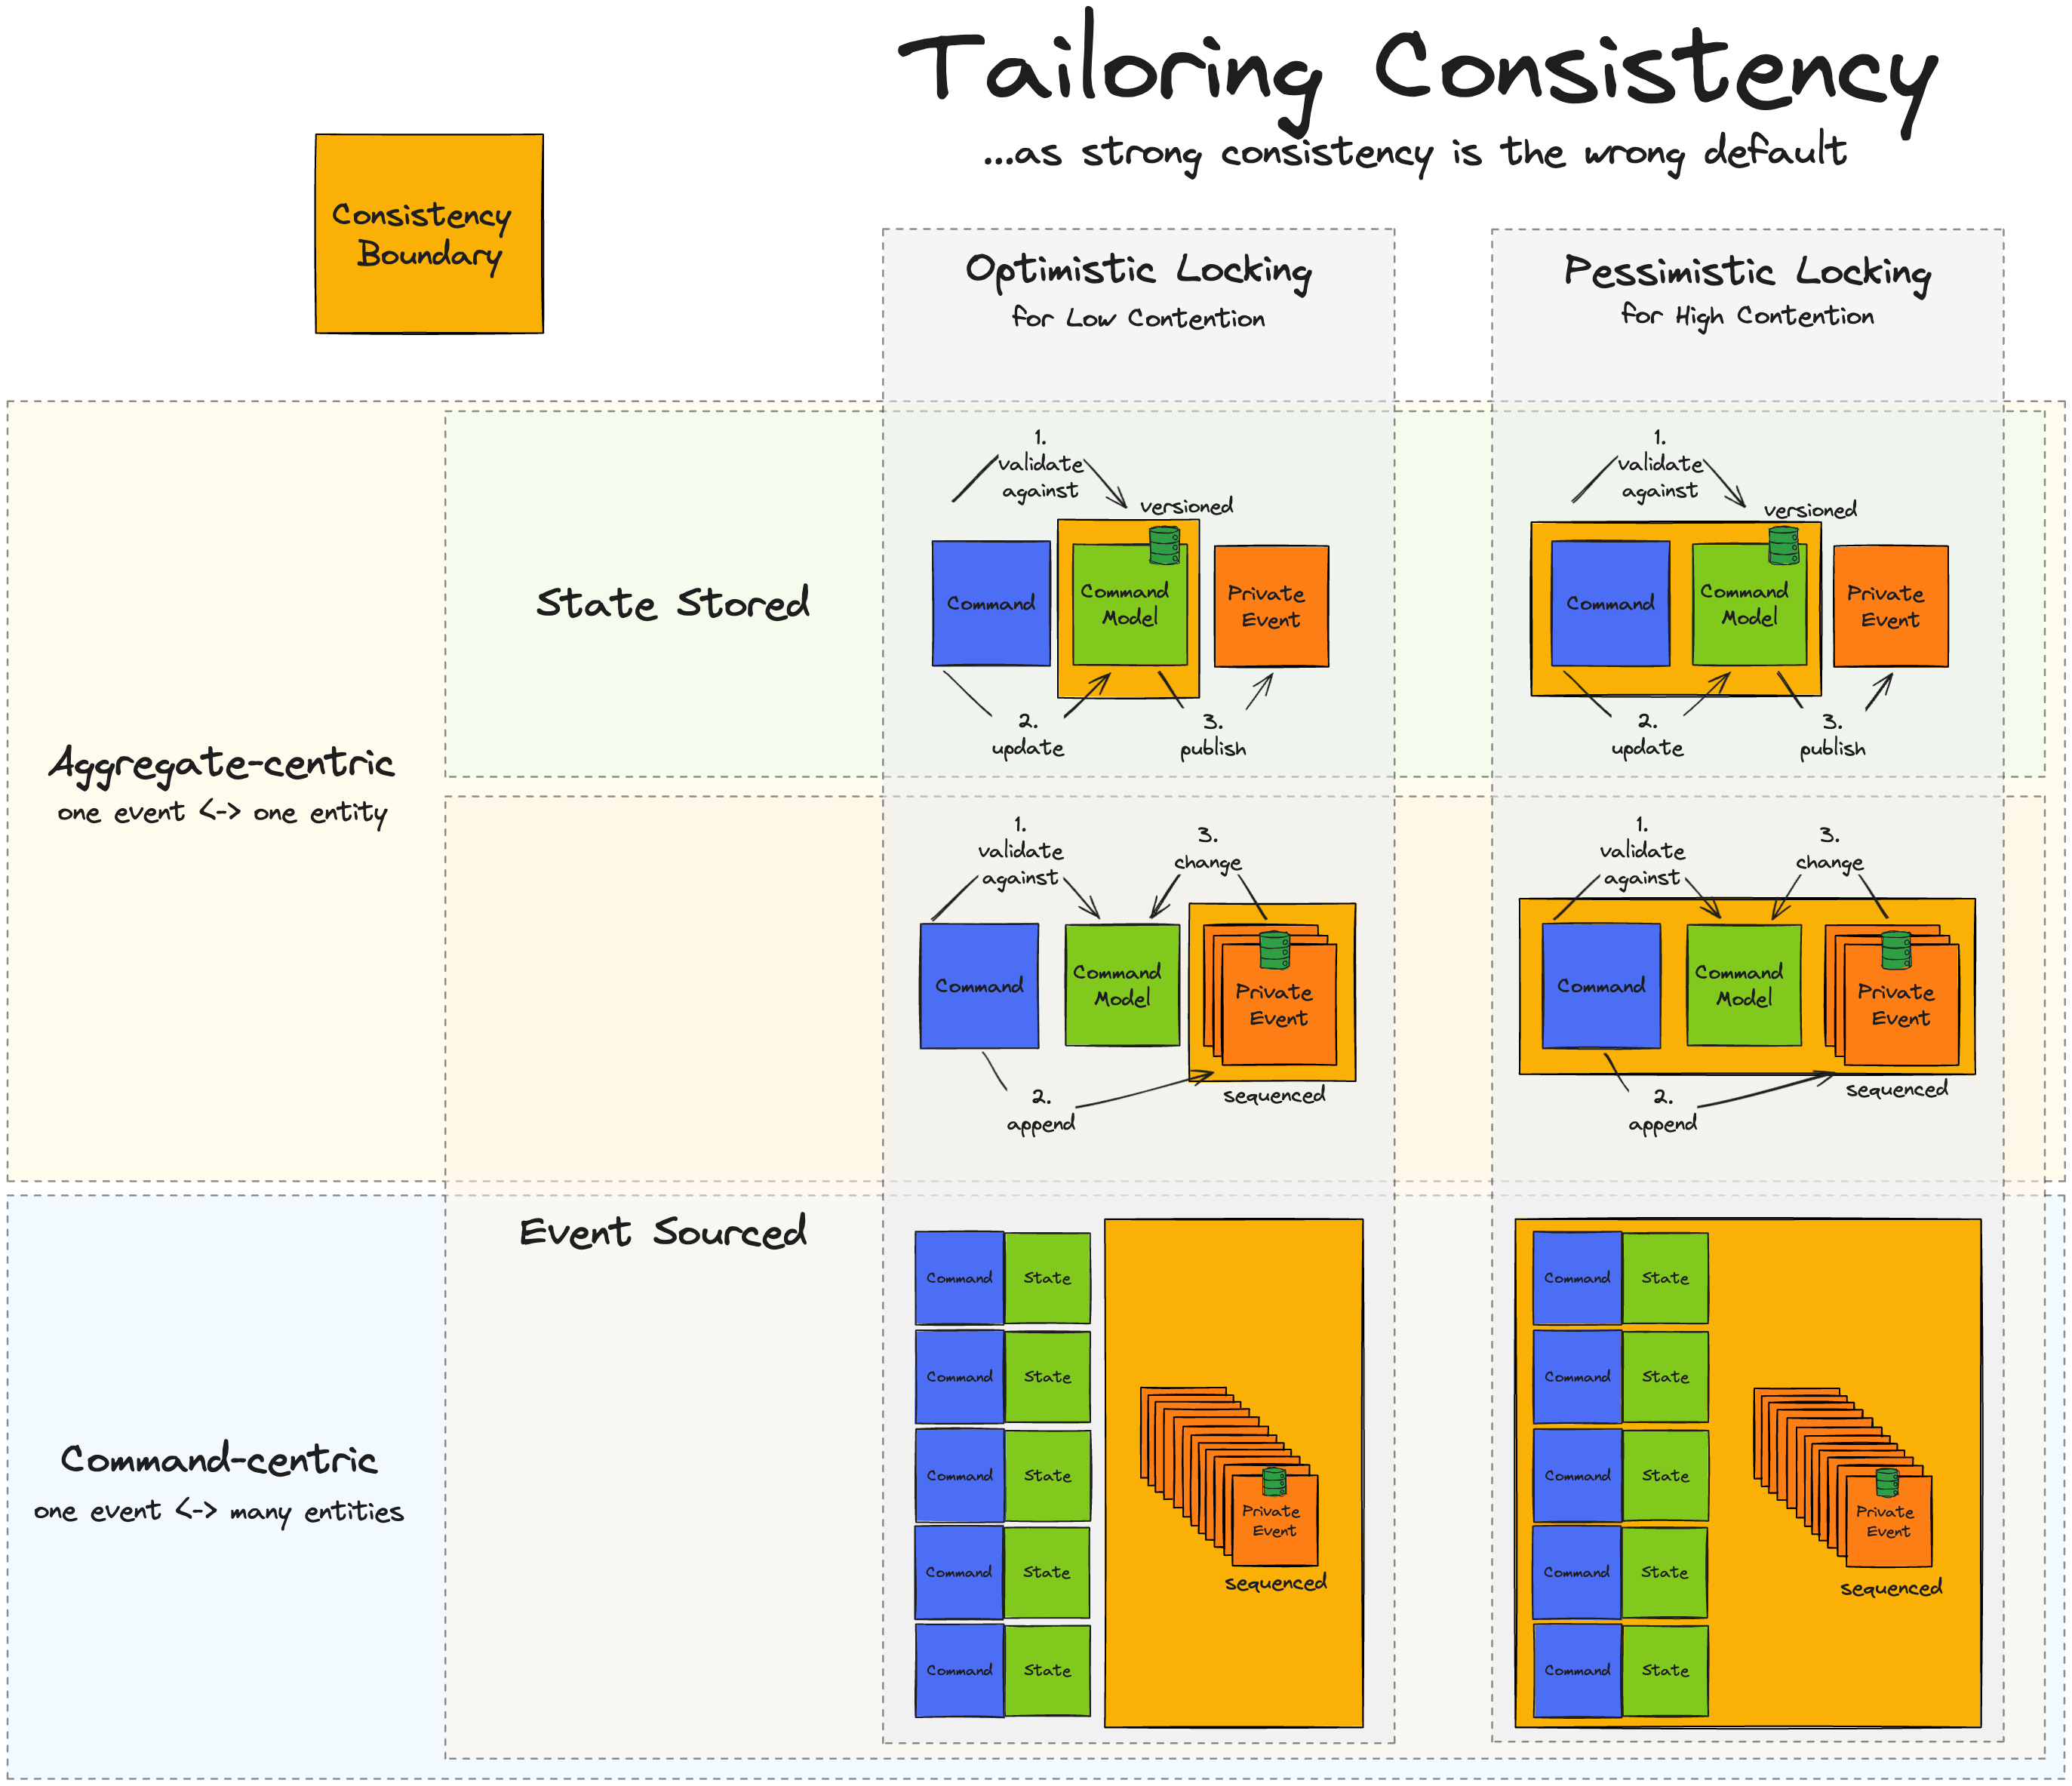 Tailoring Consistency
...as strong consistency is the wrong default
Consistency
Boundary
Optimistic Locking
for Low Contention
Pessimistic Locking
for High Contention
Aggregate-centric
one event <-> one entity
State Stored
1.
validate
against
versioned
Command
Command
Model
Private
Event
2.
update
3.
publish
1.
validate
against
versioned
Command
Command
Model
Private
Event
2.
update
3.
publish
1.
validate
against
3.
change
Command
Command
Model
Private
Event
sequenced
2.
append
1.
validate
against
3.
change
Command
Command
Model
Private
Event
sequenced
2.
append
Event Sourced
Command-centric
one event <-> many entities
Command State
Command State
Command State
Command State
Command State
Private
Event
sequenced
Command State
Command State
Command State
Command State
Command State
Private
Event
sequenced